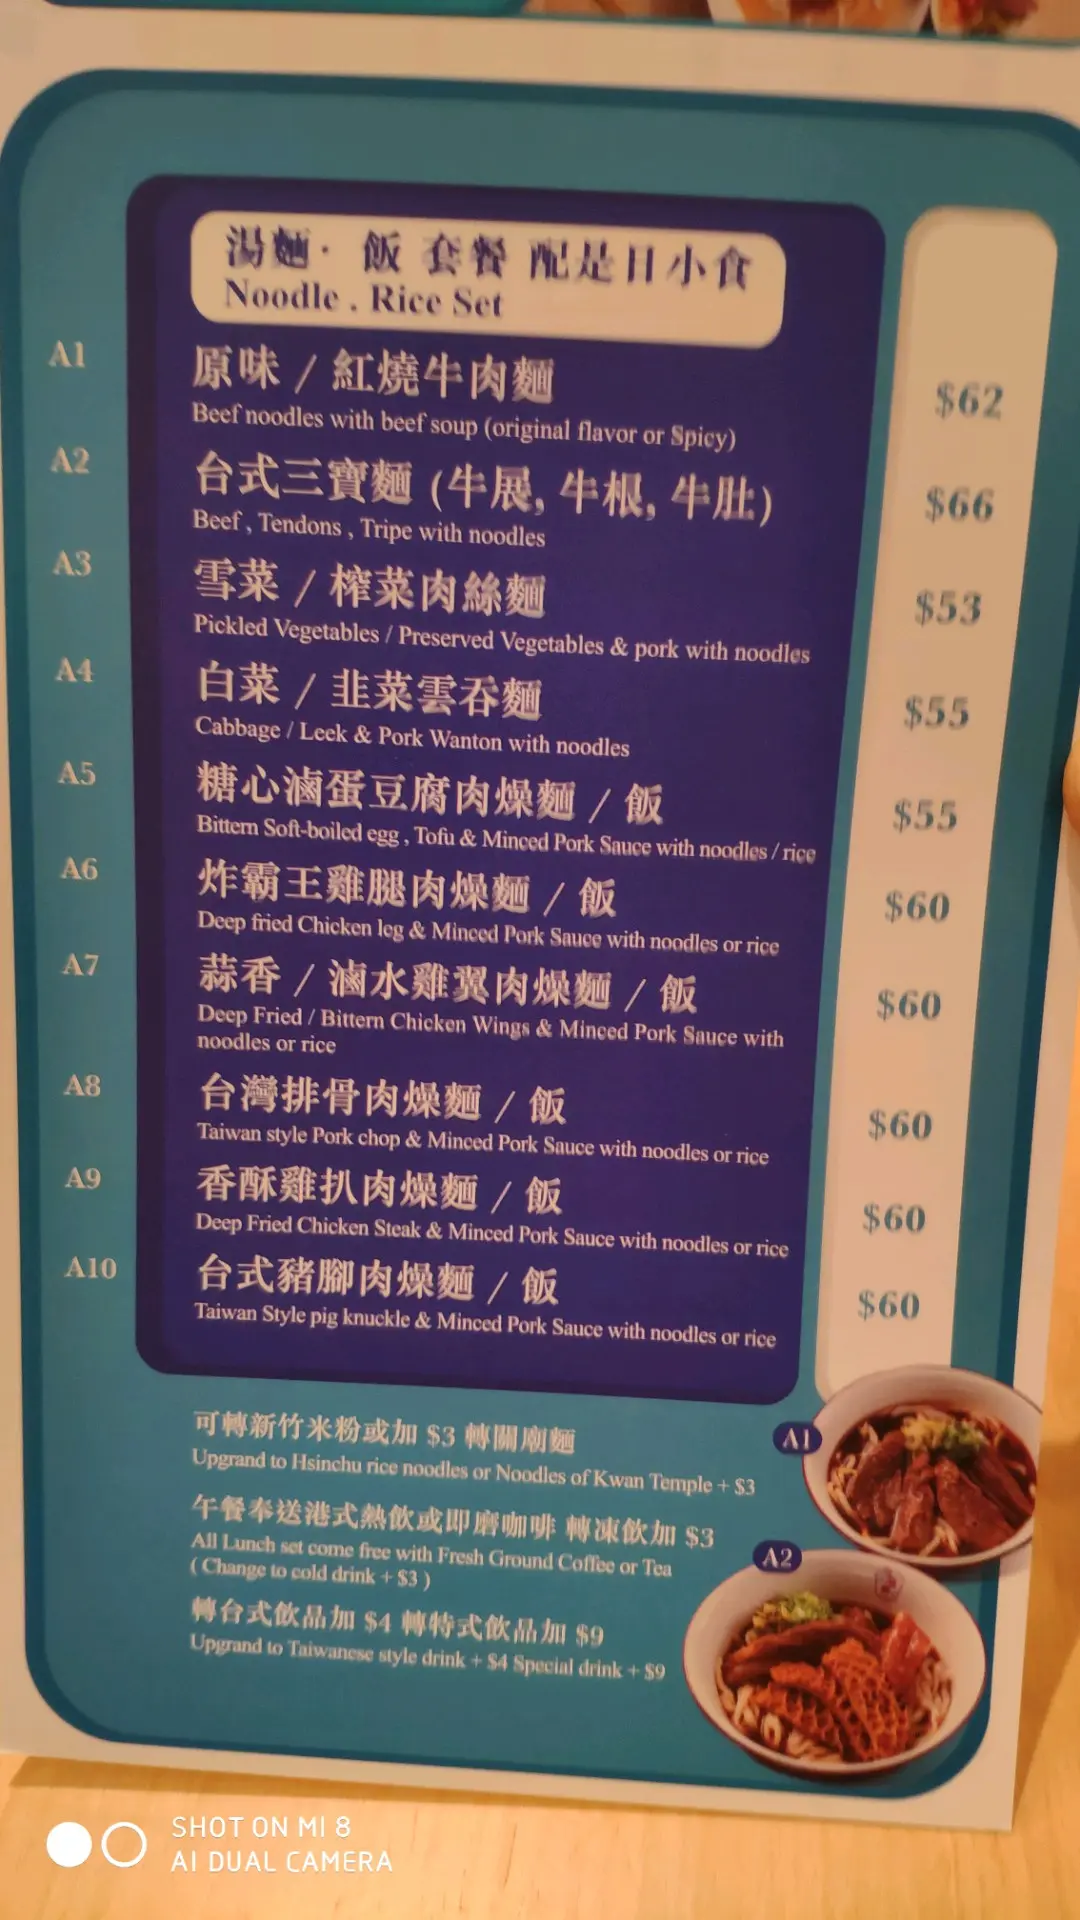 湯麵· 飯 套餐 配是日小食
Noodle . Rice Set
A1
原味 / 紅燒牛肉麵
$62
Beef noodles with beef soup (original flavor or Spicy)
A2
台式三寶麵 (牛展, 牛根, 牛肚)
$66
Beef , Tendons , Tripe with noodles
A3
雪菜 / 榨菜肉絲麵
$53
Pickled Vegetables / Preserved Vegetables & pork with noodles
A4
白菜 / 韭菜雲吞麵
$55
Cabbage / Leek & Pork Wanton with noodles
A5
糖心滷蛋豆腐肉燥麵 / 飯
$55
Bittern Soft-boiled egg , Tofu & Minced Pork Sauce with noodles / rice
A6
炸霸王雞腿肉燥麵 / 飯
$60
Deep fried Chicken leg & Minced Pork Sauce with noodles or rice
A7
蒜香 / 滷水雞翼肉燥麵 / 飯
$60
Deep Fried / Bittern Chicken Wings & Minced Pork Sauce with
noodles or rice
A8
台灣排骨肉燥麵 / 飯
$60
Taiwan style Pork chop & Minced Pork Sauce with noodles or rice
A9
香酥雞扒肉燥麵 / 飯
$60
Deep Fried Chicken Steak & Minced Pork Sauce with noodles or rice
A10
台式豬腳肉燥麵 / 飯
$60
Taiwan Style pig knuckle & Minced Pork Sauce with noodles or rice
可轉新竹米粉或加 $3 轉關廟麵
Upgrand to Hsinchu rice noodles or Noodles of Kwan Temple + $3
午餐奉送港式熱飲或即磨咖啡 轉凍飲加 $3
All Lunch set come free with Fresh Ground Coffee or Tea
( Change to cold drink + $3 )
轉台式飲品加 $4 轉特式飲品加 $9
Upgrand to Taiwanese style drink + $4 Special drink + $9
A1
A2
SHOT ON MI 8
AI DUAL CAMERA